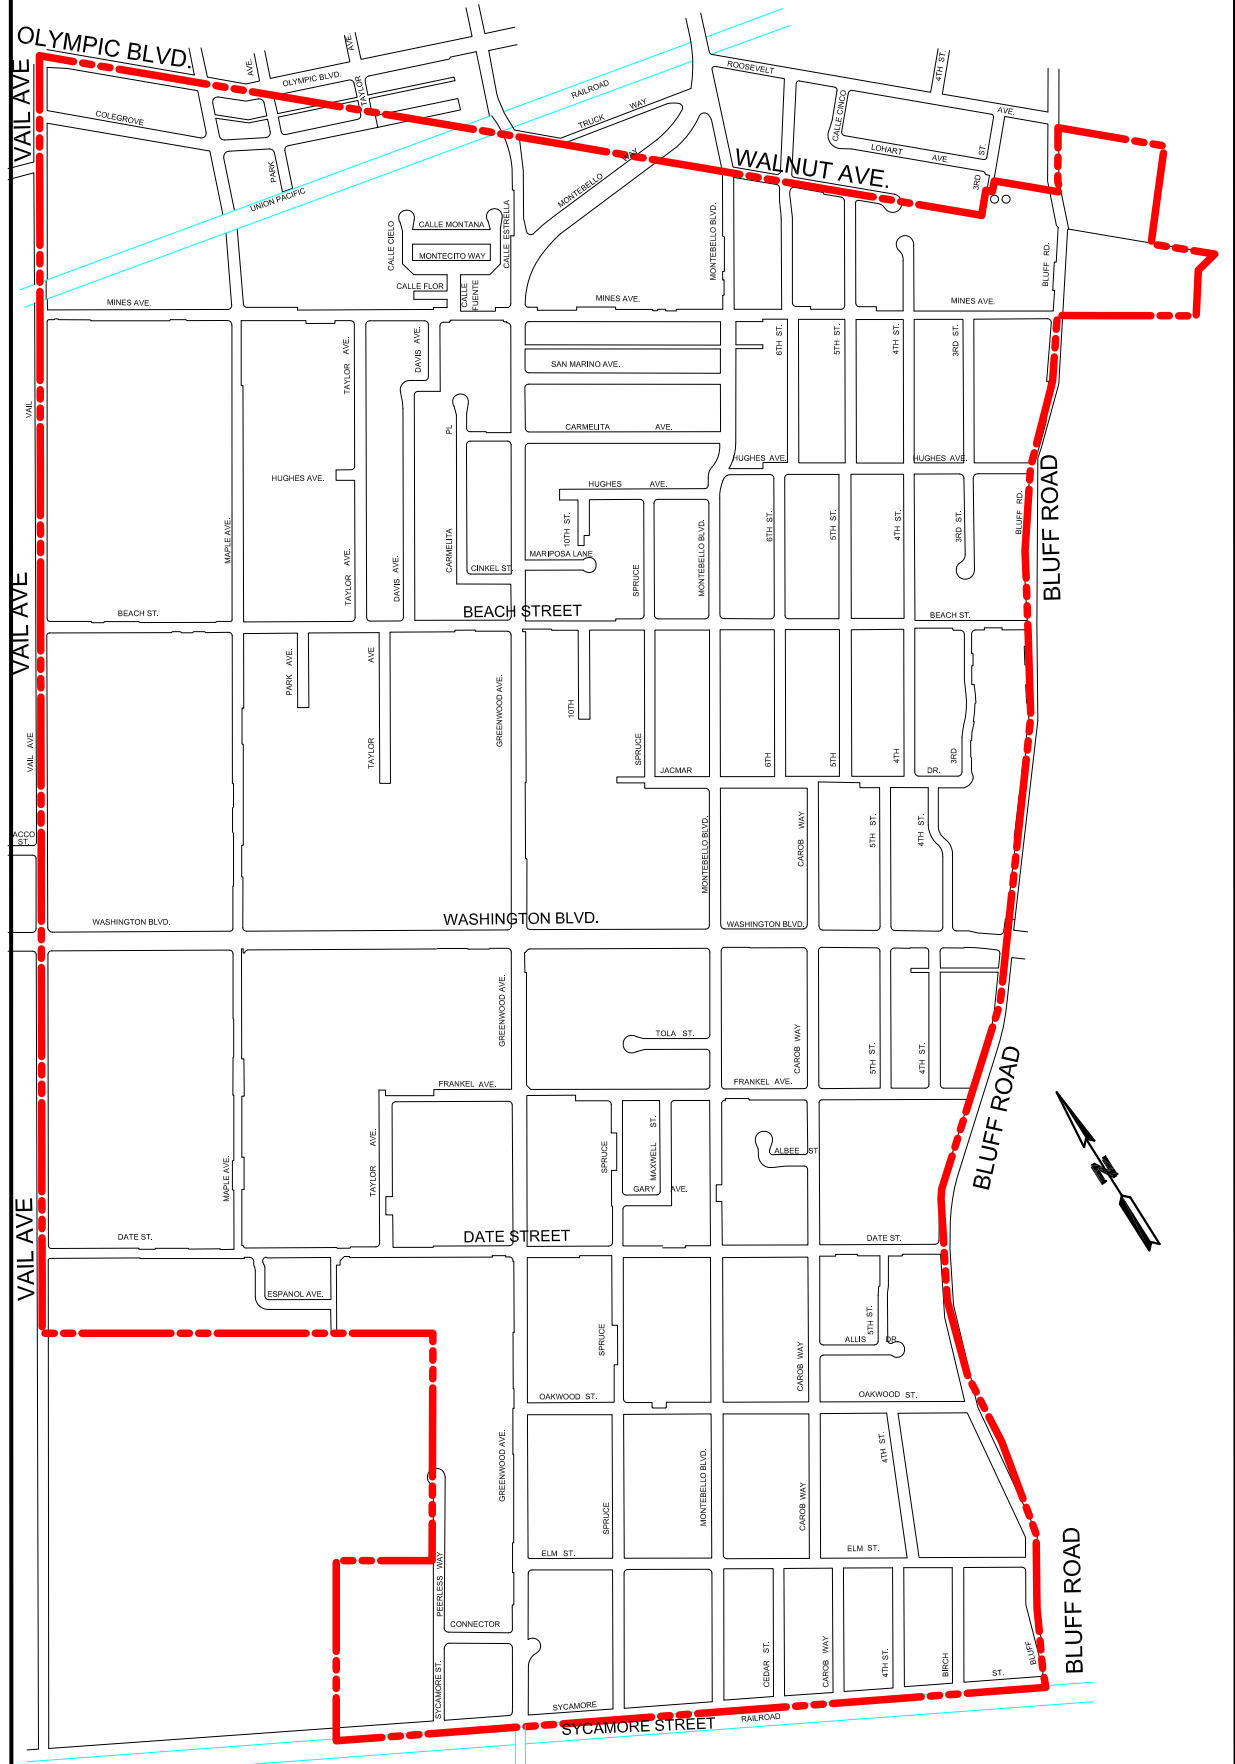 OLYMPIC BLVD.
VAIL AVE
AVE.
AVE.
OLYMPIC BLVD.
TAYLOR
COLEGROVE
PARK
UNION PACIFIC
RAILROAD
TRUCK WAY
MONTEBELLO WAY
ROOSEVELT AVE.
4TH ST.
CALLE CINCO
LOHART AVE
3RD ST.
WALNUT AVE.
CALLE CIELO
CALLE MONTANA
MONTECITO WAY
CALLE ESTRELLA
CALLE FLOR
CALLE FUENTE
MONTEBELLO BLVD.
BLUFF RD.
MINES AVE.
MINES AVE.
MINES AVE.
TAYLOR AVE.
DAVIS AVE.
SAN MARINO AVE.
6TH ST.
5TH ST.
4TH ST.
3RD ST.
VAIL
CARMELITA AVE.
CARMELITA PL
HUGHES AVE.
HUGHES AVE.
HUGHES AVE.
HUGHES AVE.
BLUFF ROAD
MAPLE AVE.
TAYLOR AVE.
DAVIS AVE.
10TH ST.
MARIPOSA LANE
CINKEL ST.
SPRUCE
MONTEBELLO BLVD.
6TH ST.
5TH ST.
4TH ST.
3RD ST.
BLUFF RD.
VAIL AVE
BEACH ST.
BEACH STREET
BEACH ST.
PARK AVE.
TAYLOR AVE
GREENWOOD AVE.
10TH
SPRUCE
JACMAR DR.
6TH
5TH
4TH
3RD
VAIL AVE
ACCO ST.
MONTEBELLO BLVD.
CAROB WAY
5TH ST.
4TH ST.
WASHINGTON BLVD.
WASHINGTON BLVD.
WASHINGTON BLVD.
GREENWOOD AVE.
TOLA ST.
CAROB WAY
5TH ST.
4TH ST.
FRANKEL AVE.
FRANKEL AVE.
BLUFF ROAD
N
MAPLE AVE.
TAYLOR AVE.
SPRUCE
MAXWELL ST.
GARY AVE.
ALBEE ST
VAIL AVE
DATE ST.
DATE STREET
DATE ST.
ESPANOL AVE.
SPRUCE
CAROB WAY
5TH ST.
ALLIS DR.
OAKWOOD ST.
OAKWOOD ST.
GREENWOOD AVE.
SPRUCE
MONTEBELLO BLVD.
CAROB WAY
4TH ST.
ELM ST.
ELM ST.
BLUFF ROAD
PEERLESS WAY
CONNECTOR
SYCAMORE ST.
CEDAR ST.
CAROB WAY
4TH ST.
BIRCH
BLUFF
SYCAMORE ST.
SYCAMORE STREET
RAILROAD